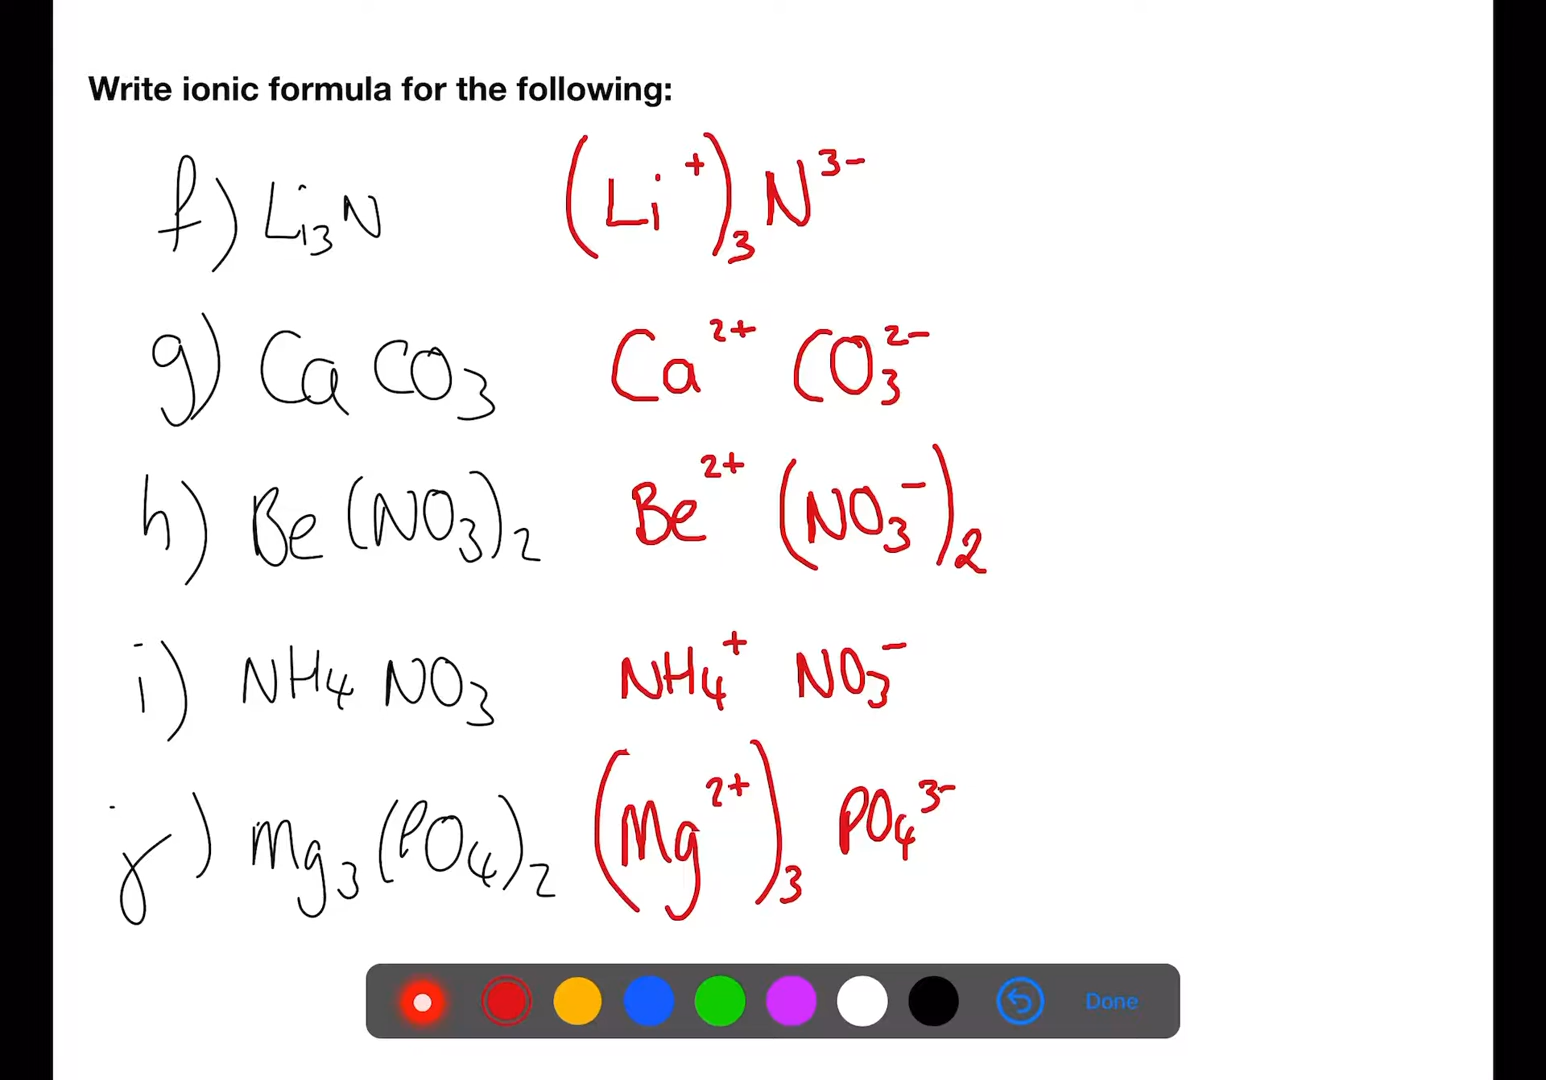 Write ionic formula for the following:
f) Li₃N (Li⁺)₃N³⁻
g) CaCO₃ Ca²⁺ CO₃²⁻
h) Be(NO₃)₂ Be²⁺ (NO₃⁻)₂
i) NH₄NO₃ NH₄⁺ NO₃⁻
j) Mg₃(PO₄)₂ (Mg²⁺)₃ PO₄³⁻
Done